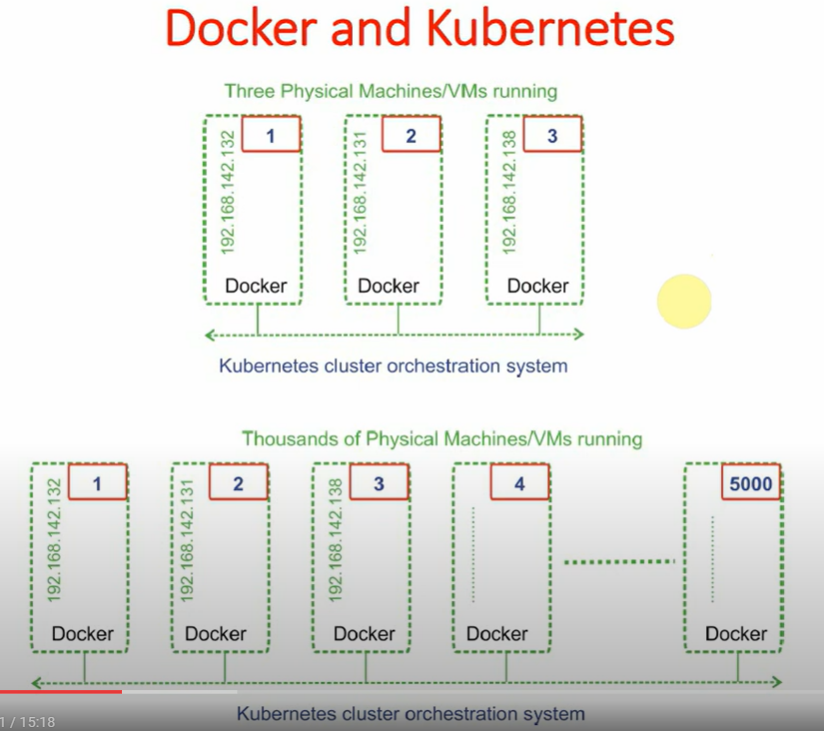 Docker and Kubernetes
Three Physical Machines/VMs running
1
2
3
192.168.142.132
192.168.142.131
192.168.142.138
Docker
Docker
Docker
Kubernetes cluster orchestration system
Thousands of Physical Machines/VMs running
1
2
3
4
5000
192.168.142.132
192.168.142.131
192.168.142.138
Docker
Docker
Docker
Docker
Docker
Kubernetes cluster orchestration system
1 / 15:18